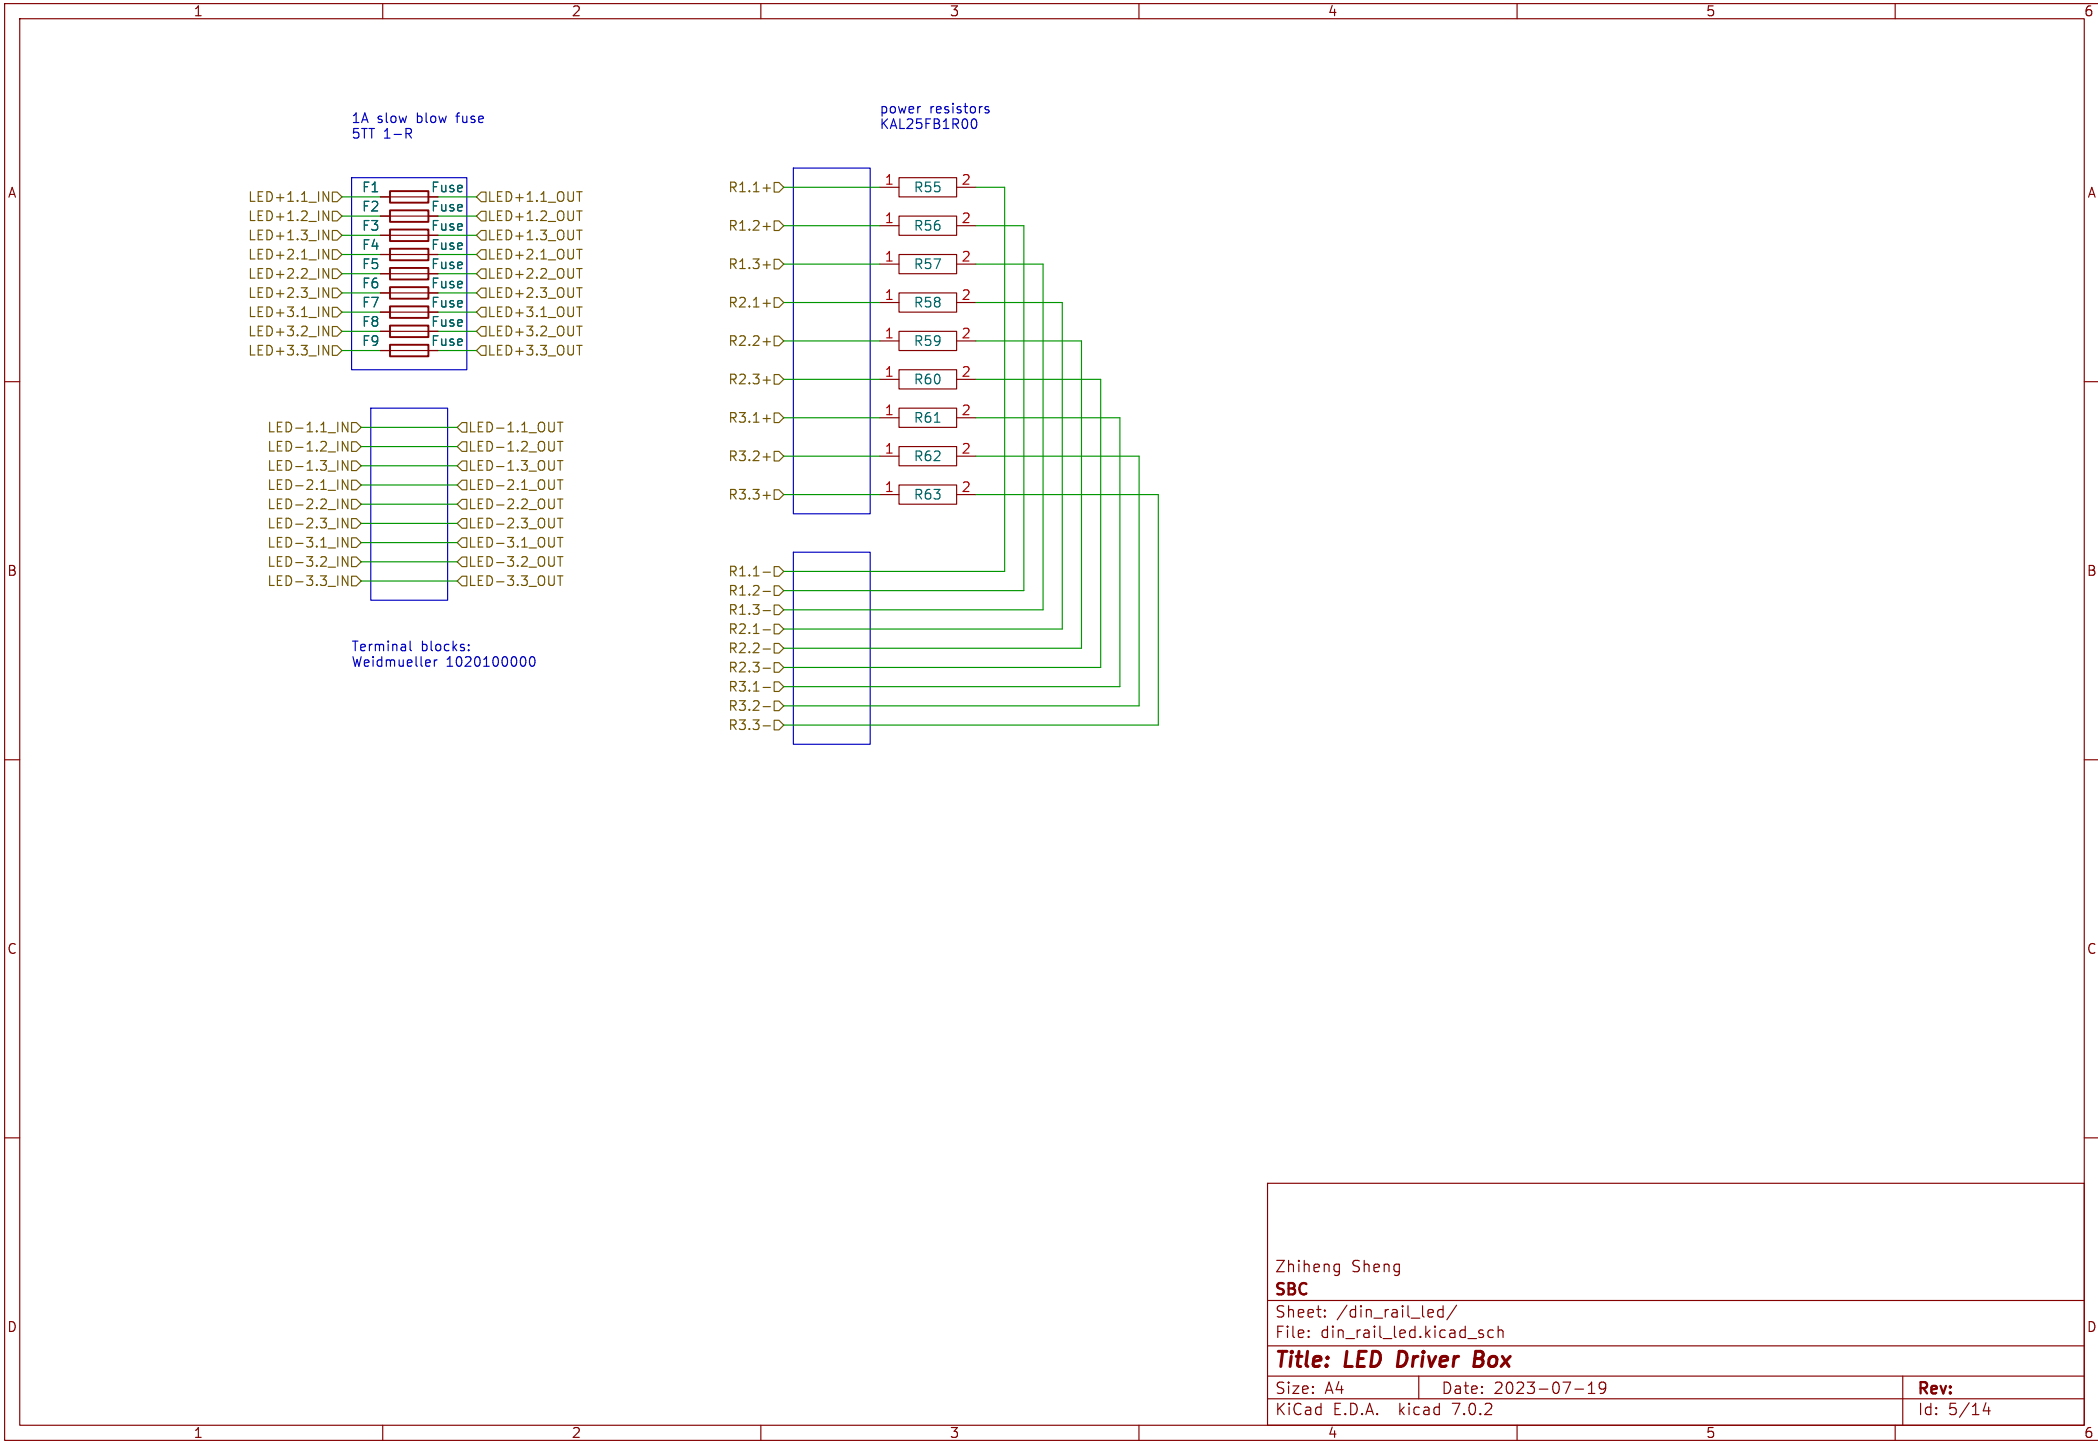 1 2 3 4 5 6
1A slow blow fuse
5TT 1-R
power resistors
KAL25FB1R00
A A
F1 Fuse
LED+1.1_IN LED+1.1_OUT
F2 Fuse
LED+1.2_IN LED+1.2_OUT
F3 Fuse
LED+1.3_IN LED+1.3_OUT
F4 Fuse
LED+2.1_IN LED+2.1_OUT
F5 Fuse
LED+2.2_IN LED+2.2_OUT
F6 Fuse
LED+2.3_IN LED+2.3_OUT
F7 Fuse
LED+3.1_IN LED+3.1_OUT
F8 Fuse
LED+3.2_IN LED+3.2_OUT
F9 Fuse
LED+3.3_IN LED+3.3_OUT
R1.1+ 1 R55 2
R1.2+ 1 R56 2
R1.3+ 1 R57 2
R2.1+ 1 R58 2
R2.2+ 1 R59 2
R2.3+ 1 R60 2
R3.1+ 1 R61 2
R3.2+ 1 R62 2
R3.3+ 1 R63 2
LED-1.1_IN LED-1.1_OUT
LED-1.2_IN LED-1.2_OUT
LED-1.3_IN LED-1.3_OUT
LED-2.1_IN LED-2.1_OUT
LED-2.2_IN LED-2.2_OUT
LED-2.3_IN LED-2.3_OUT
LED-3.1_IN LED-3.1_OUT
LED-3.2_IN LED-3.2_OUT
LED-3.3_IN LED-3.3_OUT
B B
R1.1-
R1.2-
R1.3-
R2.1-
R2.2-
R2.3-
R3.1-
R3.2-
R3.3-
Terminal blocks:
Weidmueller 1020100000
C C
D D
Zhiheng Sheng
SBC
Sheet: /din_rail_led/
File: din_rail_led.kicad_sch
Title: LED Driver Box
Size: A4 Date: 2023-07-19 Rev:
KiCad E.D.A. kicad 7.0.2 Id: 5/14
1 2 3 4 5 6